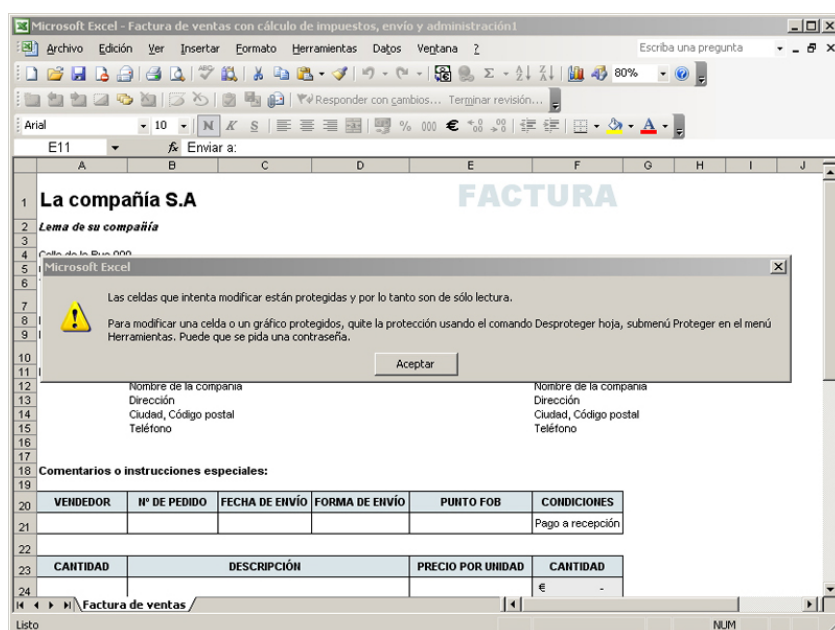 Microsoft Excel - Factura de ventas con cálculo de impuestos, envío y administración1
Archivo Edición Ver Insertar Formato Herramientas Datos Ventana ? Escriba una pregunta
80%
Responder con cambios... Terminar revisión...
Arial 10 N K S % 000 €
E11 fx Enviar a:
A B C D E F G H I J
1 La compañía S.A FACTURA
2 Lema de su compañía
3
4
5
Microsoft Excel
6
Las celdas que intenta modificar están protegidas y por lo tanto son de sólo lectura.
7
8
Para modificar una celda o un gráfico protegidos, quite la protección usando el comando Desproteger hoja, submenú Proteger en el menú
9
Herramientas. Puede que se pida una contraseña.
10
Aceptar
11
12 Nombre de la compañía Nombre de la compañía
13 Dirección Dirección
14 Ciudad, Código postal Ciudad, Código postal
15 Teléfono Teléfono
16
17
18 Comentarios o instrucciones especiales:
19
20 VENDEDOR Nº DE PEDIDO FECHA DE ENVÍO FORMA DE ENVÍO PUNTO FOB CONDICIONES
21 Pago a recepción
22
23 CANTIDAD DESCRIPCIÓN PRECIO POR UNIDAD CANTIDAD
24 € -
Factura de ventas
Listo NUM